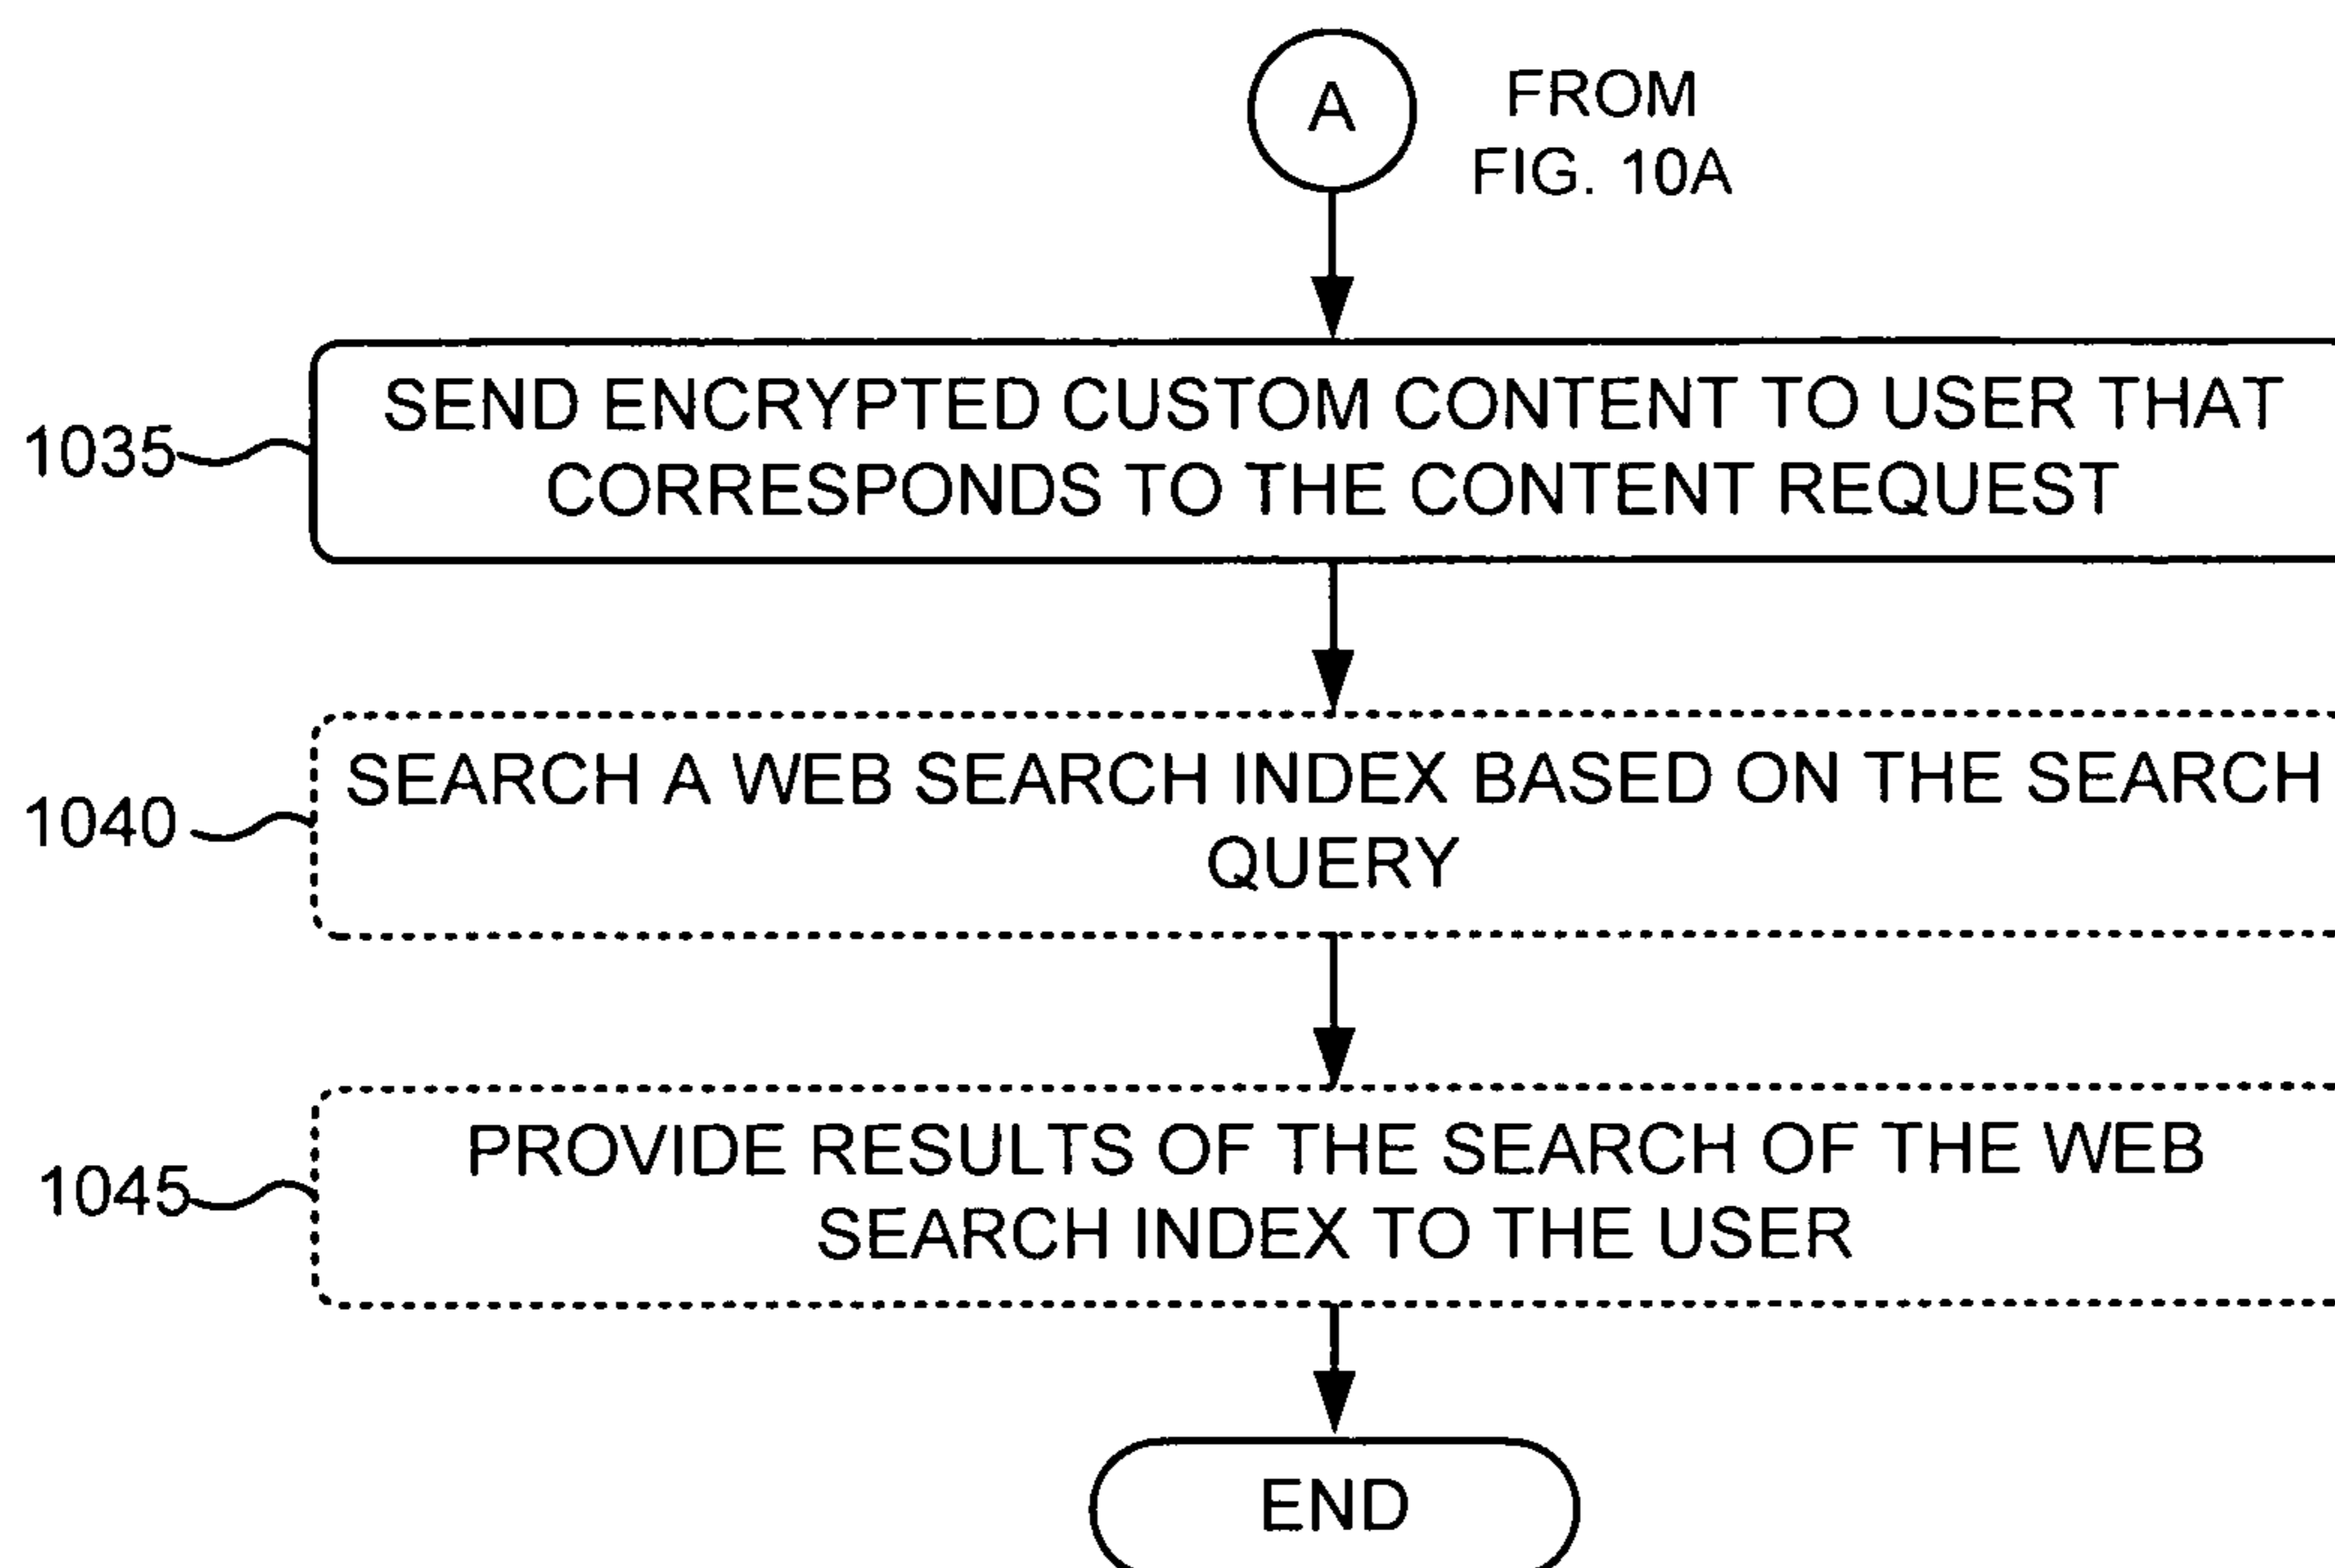 A
FROM
FIG. 10A
1035
SEND ENCRYPTED CUSTOM CONTENT TO USER THAT
CORRESPONDS TO THE CONTENT REQUEST
1040
SEARCH A WEB SEARCH INDEX BASED ON THE SEARCH
QUERY
1045
PROVIDE RESULTS OF THE SEARCH OF THE WEB
SEARCH INDEX TO THE USER
END